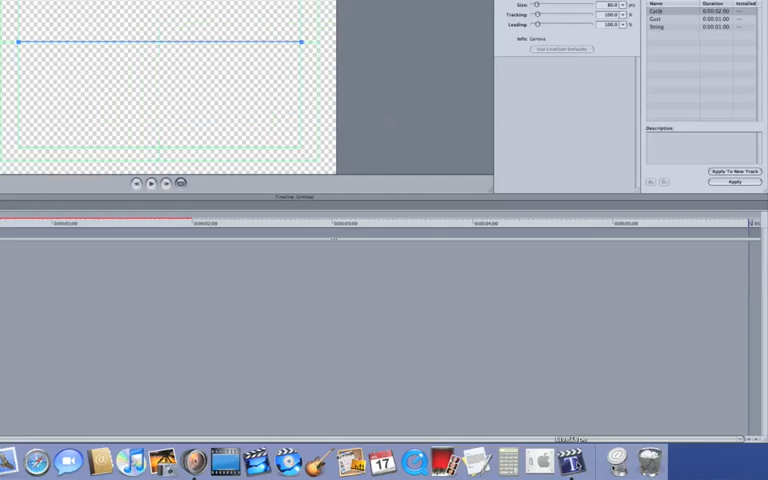 Size: 80.0 pts
Tracking: 100.0 %
Leading: 100.0 %
Info: Geneva
Use LiveFont Defaults
Name Duration Installed
Cycle 0:00:02:00 ---
Gust 0:00:01:00 ---
String 0:00:01:00 ---
Description:
Apply To New Track
Apply
Timeline: Untitled
0:00:01;00 0:00:02;00 0:00:03;00 0:00:04;00 0:00:05;00
LiveType
17